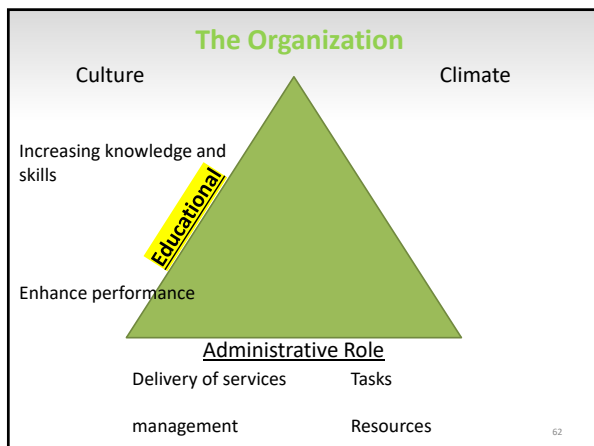 The Organization
Culture Climate
Increasing knowledge and
skills
Educational
Enhance performance
Administrative Role
Delivery of services Tasks
management Resources
62